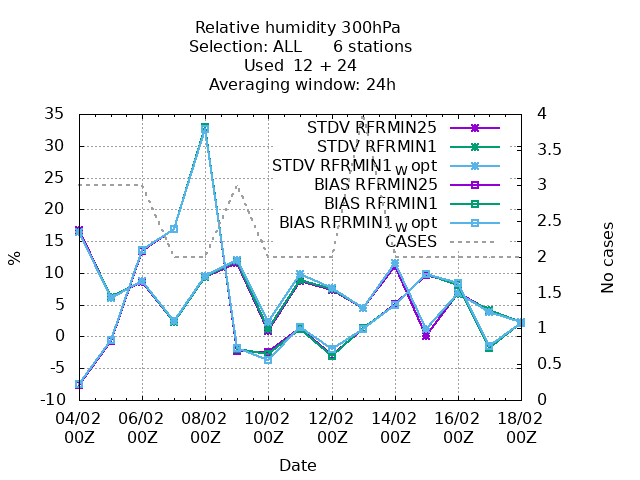 Relative humidity 300hPa
Selection: ALL      6 stations
Used  12 + 24
Averaging window: 24h
STDV RFRMIN25
STDV RFRMIN1
STDV RFRMIN1_W opt
BIAS RFRMIN25
BIAS RFRMIN1
BIAS RFRMIN1_W opt
CASES
35
30
25
20
15
10
5
0
-5
-10
%
4
3.5
3
2.5
2
1.5
1
0.5
0
No cases
04/02 06/02 08/02 10/02 12/02 14/02 16/02 18/02
00Z 00Z 00Z 00Z 00Z 00Z 00Z 00Z
Date